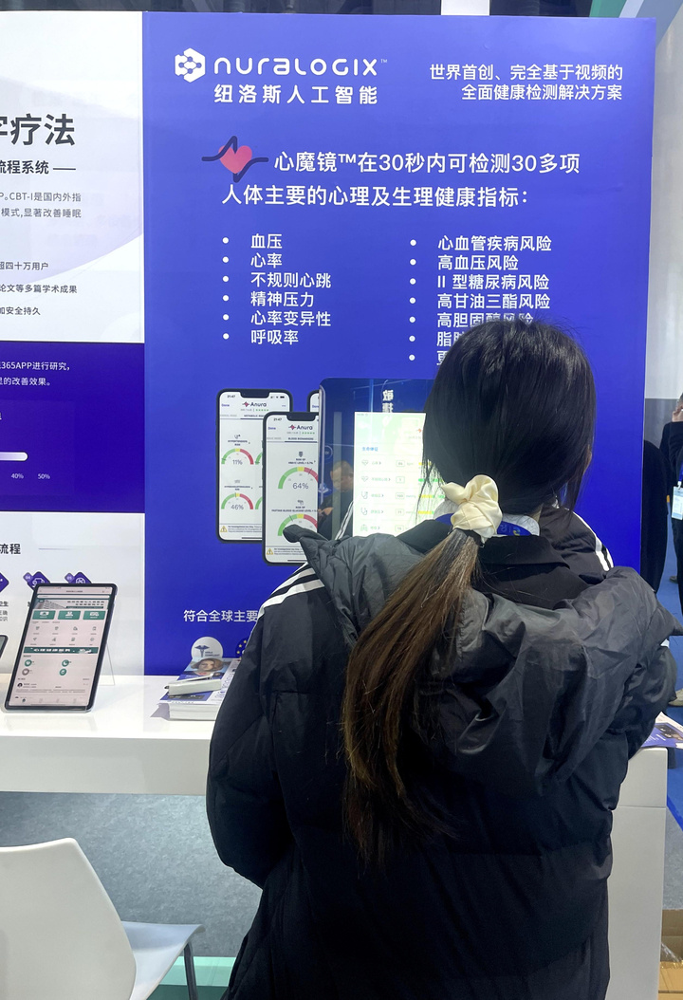 nuraLogix™
纽洛斯人工智能
世界首创、完全基于视频的
全面健康检测解决方案
心魔镜™在30秒内可检测30多项
人体主要的心理及生理健康指标：
• 血压
• 心率
• 不规则心跳
• 精神压力
• 心率变异性
• 呼吸率
• 心血管疾病风险
• 高血压风险
• II 型糖尿病风险
• 高甘油三酯风险
• 高胆固醇风险
• 脂肪
• 更
Anura
11%
46%
Anura
64%
符合全球主要
字疗法
流程系统 ——
P。CBT-I是国内外指
模式,显著改善睡眠
超四十万用户
论文等多篇学术成果
加安全持久
365APP进行研究,
显的改善效果。
40% 50%
流程